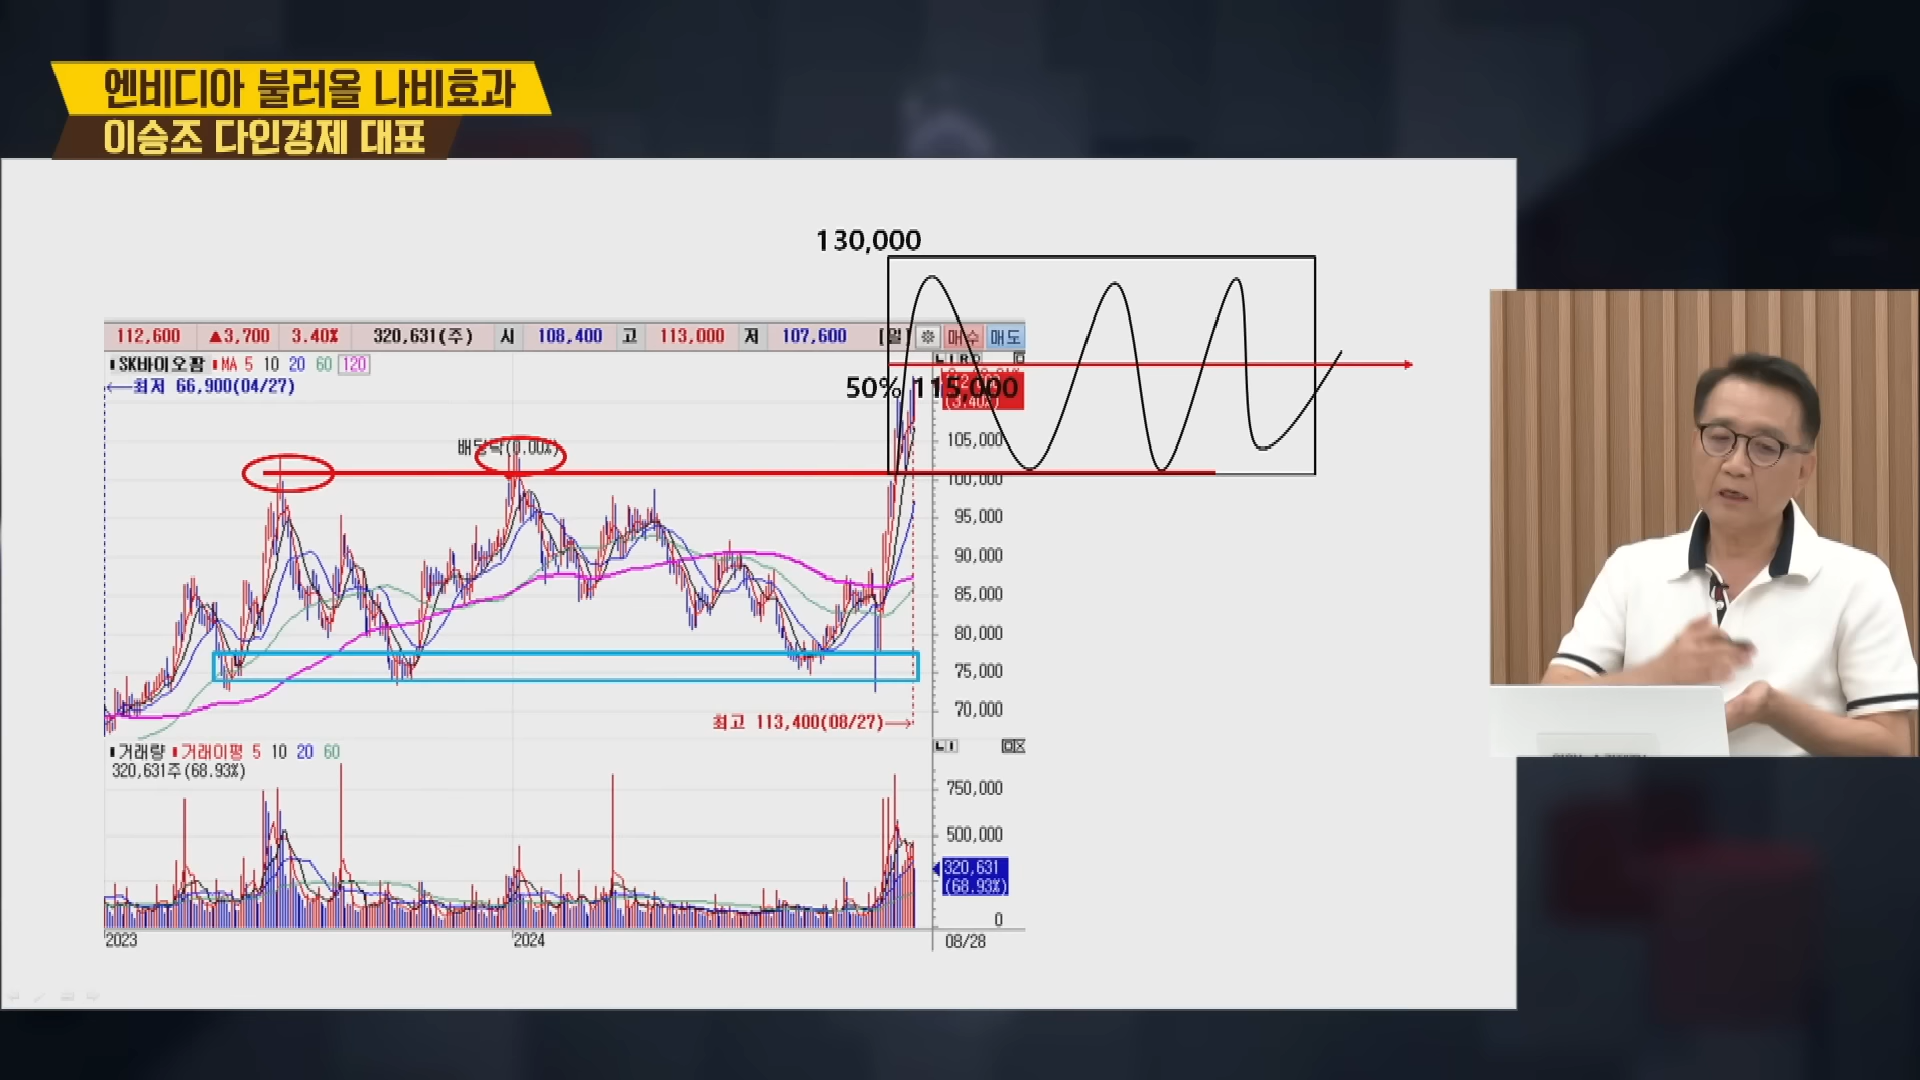 엔비디아 불러올 나비효과
이승조 다인경제 대표
130,000
112,600 ▲3,700 3.40% 320,631(주) 시 108,400 고 113,000 저 107,600 [일] 매수 매도
SK바이오팜 MA 5 10 20 60 120
L I R D
←최저 66,900(04/27)
50% 115,000
(3.40%)
105,000
100,000
95,000
90,000
85,000
80,000
75,000
70,000
최고 113,400(08/27)→
거래량 거래이평 5 10 20 60
L I
320,631주(68.93%)
750,000
500,000
320,631
(68.93%)
0
2023 2024 08/28